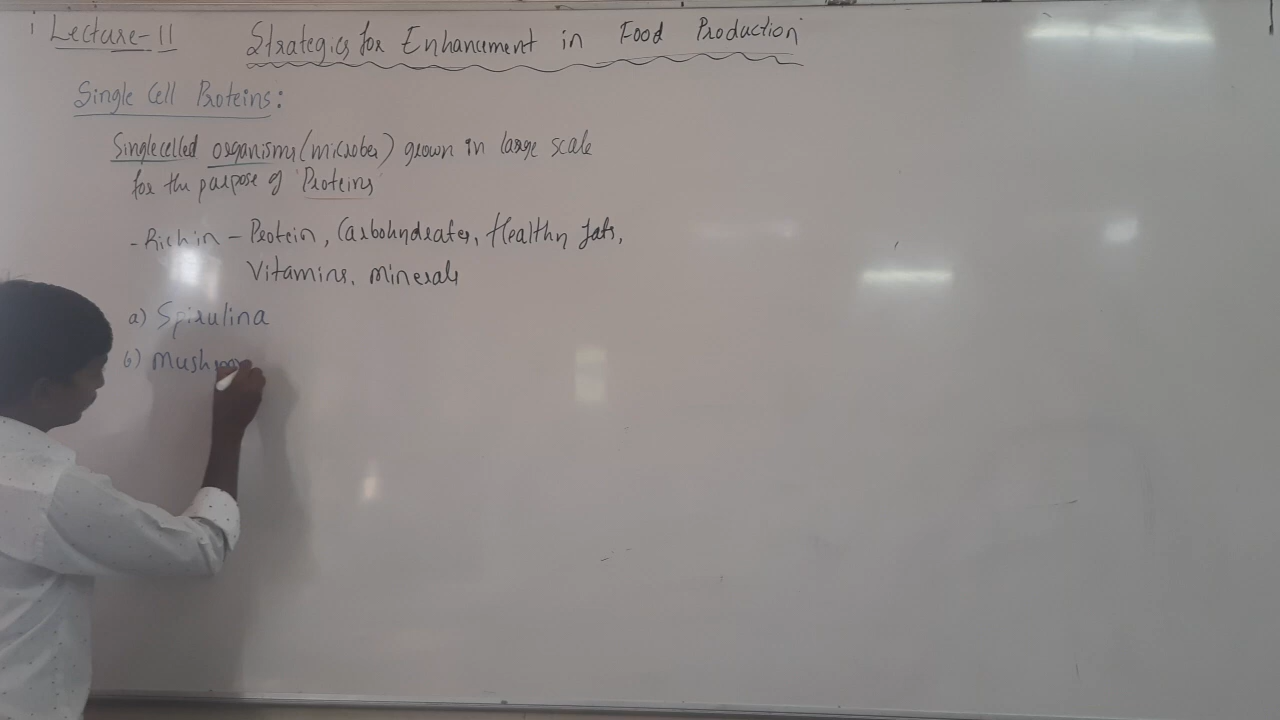 Lecture-11 Strategies for Enhancement in Food Production
Single Cell Proteins:
Singlecelled organisms (microbes) grown in large scale
for the purpose of 'Proteins'
- Rich in - Protein, Carbohydrates, Healthy fats,
Vitamins, minerals
a) Spirulina
b) Mushroo